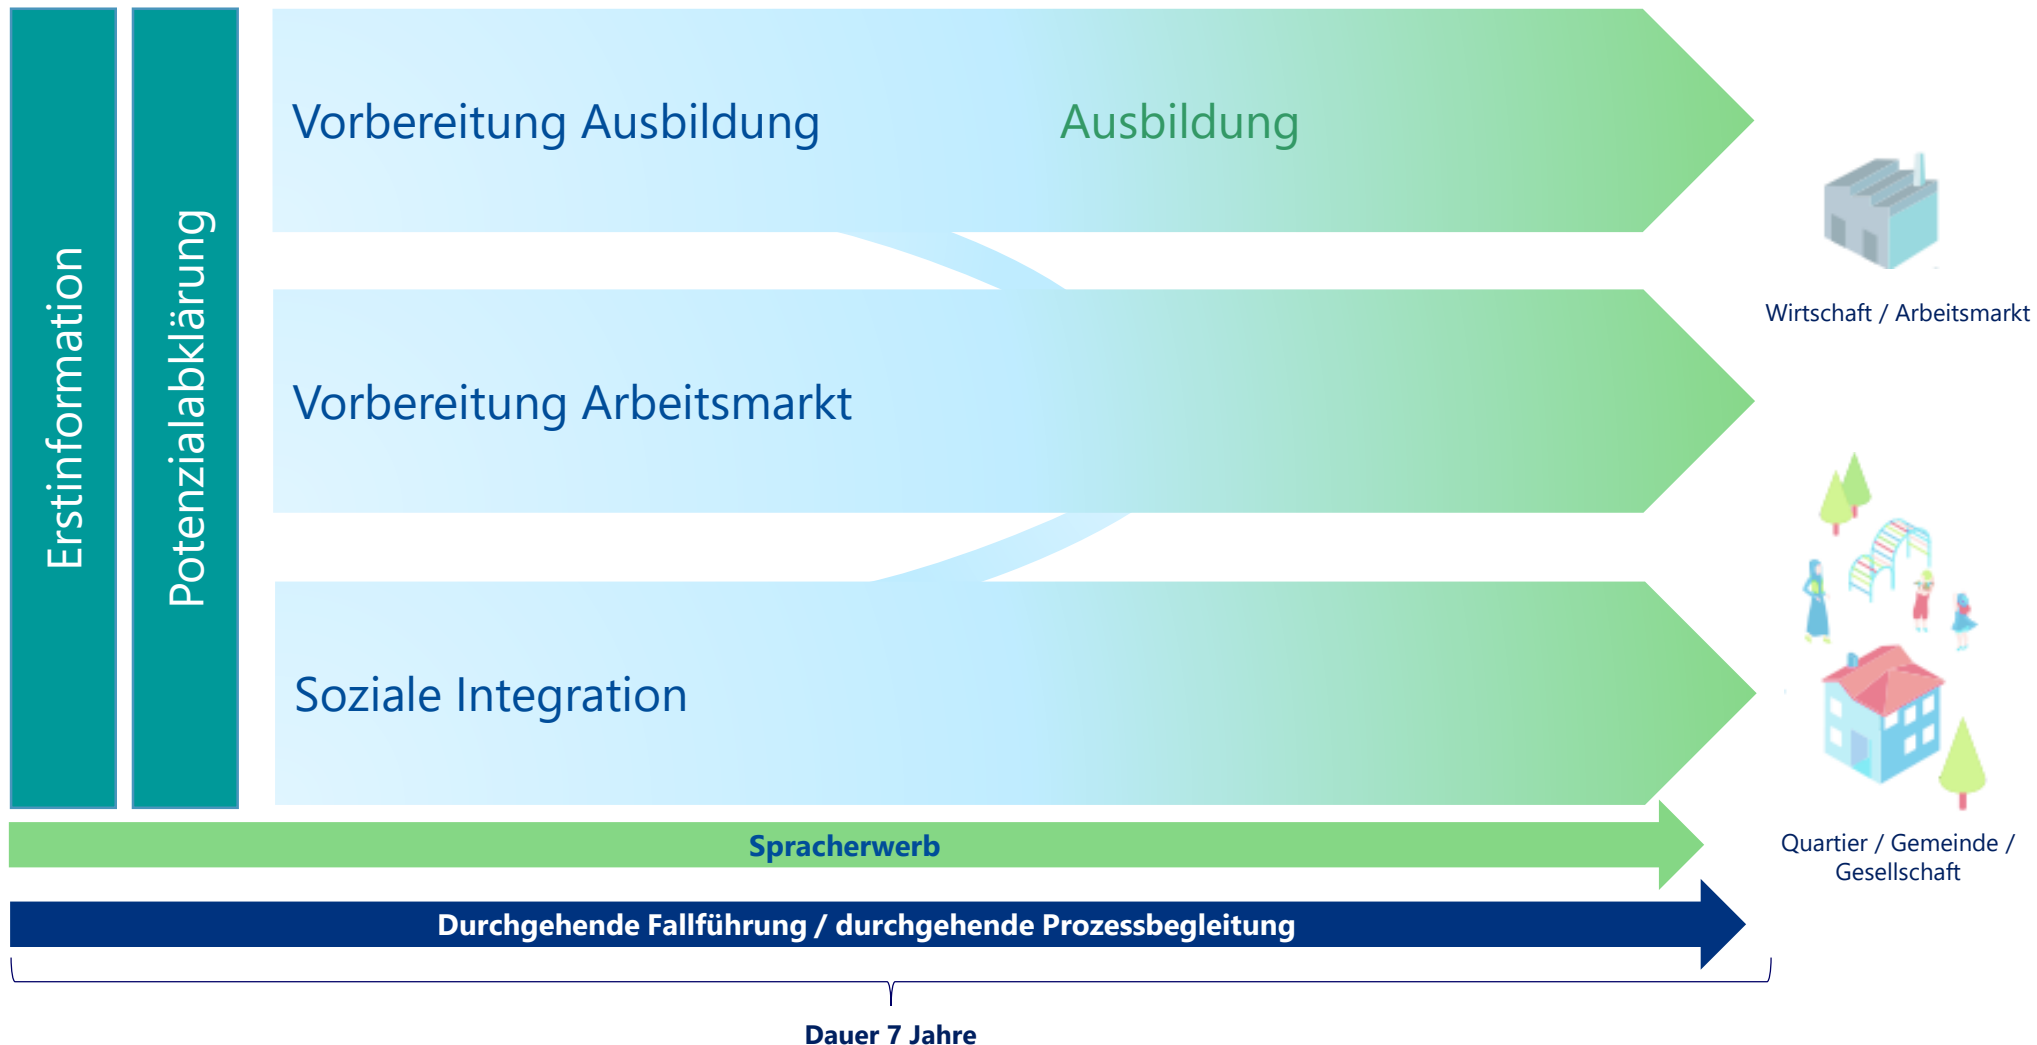 Erstinformation
Potenzialabklärung
Vorbereitung Ausbildung
Ausbildung
Vorbereitung Arbeitsmarkt
Soziale Integration
Wirtschaft / Arbeitsmarkt
Quartier / Gemeinde /
Gesellschaft
Spracherwerb
Durchgehende Fallführung / durchgehende Prozessbegleitung
Dauer 7 Jahre